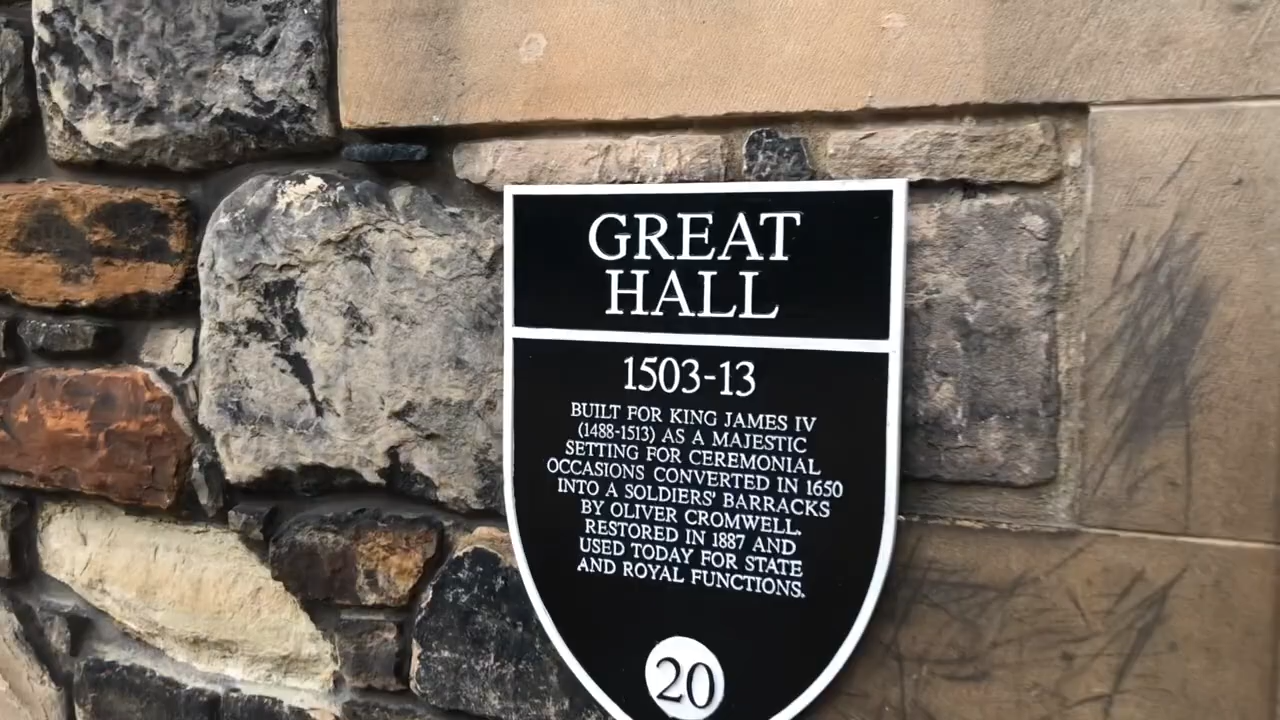 GREAT
HALL
1503-13
BUILT FOR KING JAMES IV
(1488-1513) AS A MAJESTIC
SETTING FOR CEREMONIAL
OCCASIONS CONVERTED IN 1650
INTO A SOLDIERS' BARRACKS
BY OLIVER CROMWELL.
RESTORED IN 1887 AND
USED TODAY FOR STATE
AND ROYAL FUNCTIONS.
20